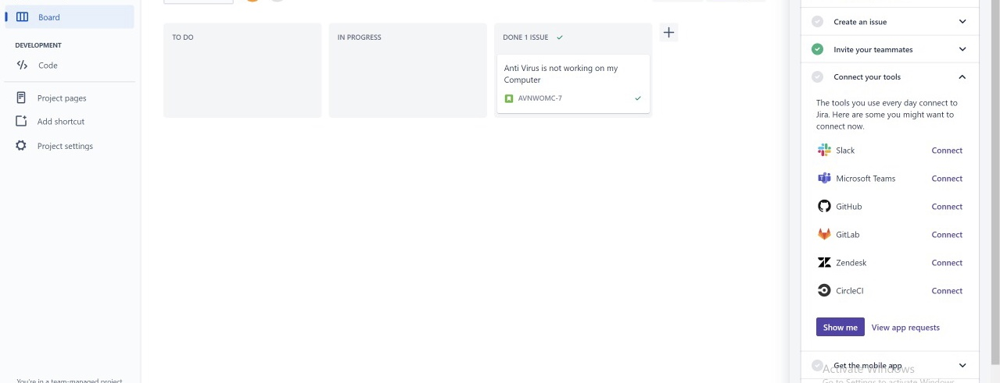 Board
DEVELOPMENT
Code
Project pages
Add shortcut
Project settings
You're in a team-managed project
TO DO
IN PROGRESS
DONE 1 ISSUE
Anti Virus is not working on my
Computer
AVNWOMC-7
Create an issue
Invite your teammates
Connect your tools
The tools you use every day connect to
Jira. Here are some you might want to
connect now.
Slack Connect
Microsoft Teams Connect
GitHub Connect
GitLab Connect
Zendesk Connect
CircleCI Connect
Show me View app requests
Get the mobile app
Activate Windows
Go to Settings to activate Windows.